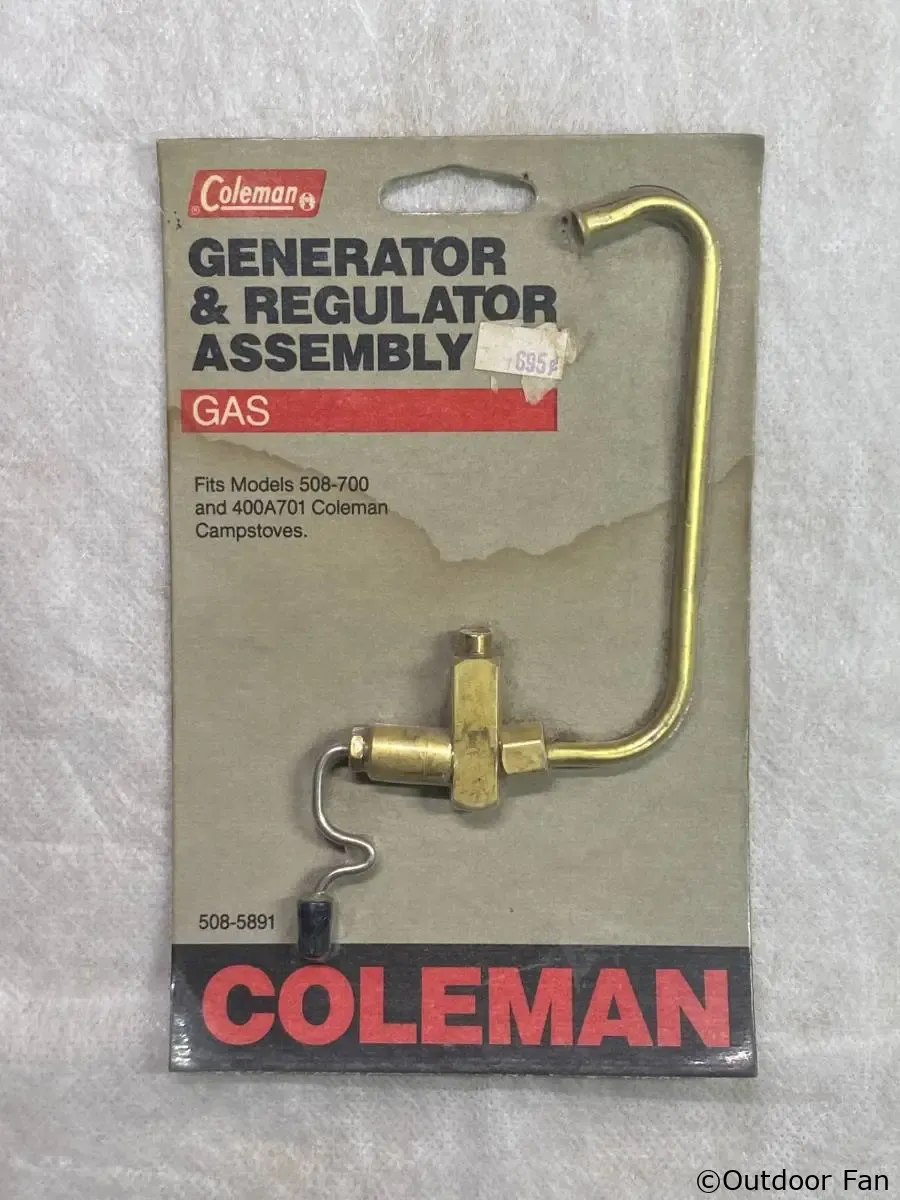 Coleman
GENERATOR
& REGULATOR
ASSEMBLY
695¢
GAS
Fits Models 508-700
and 400A701 Coleman
Campstoves.
508-5891
COLEMAN
©Outdoor Fan